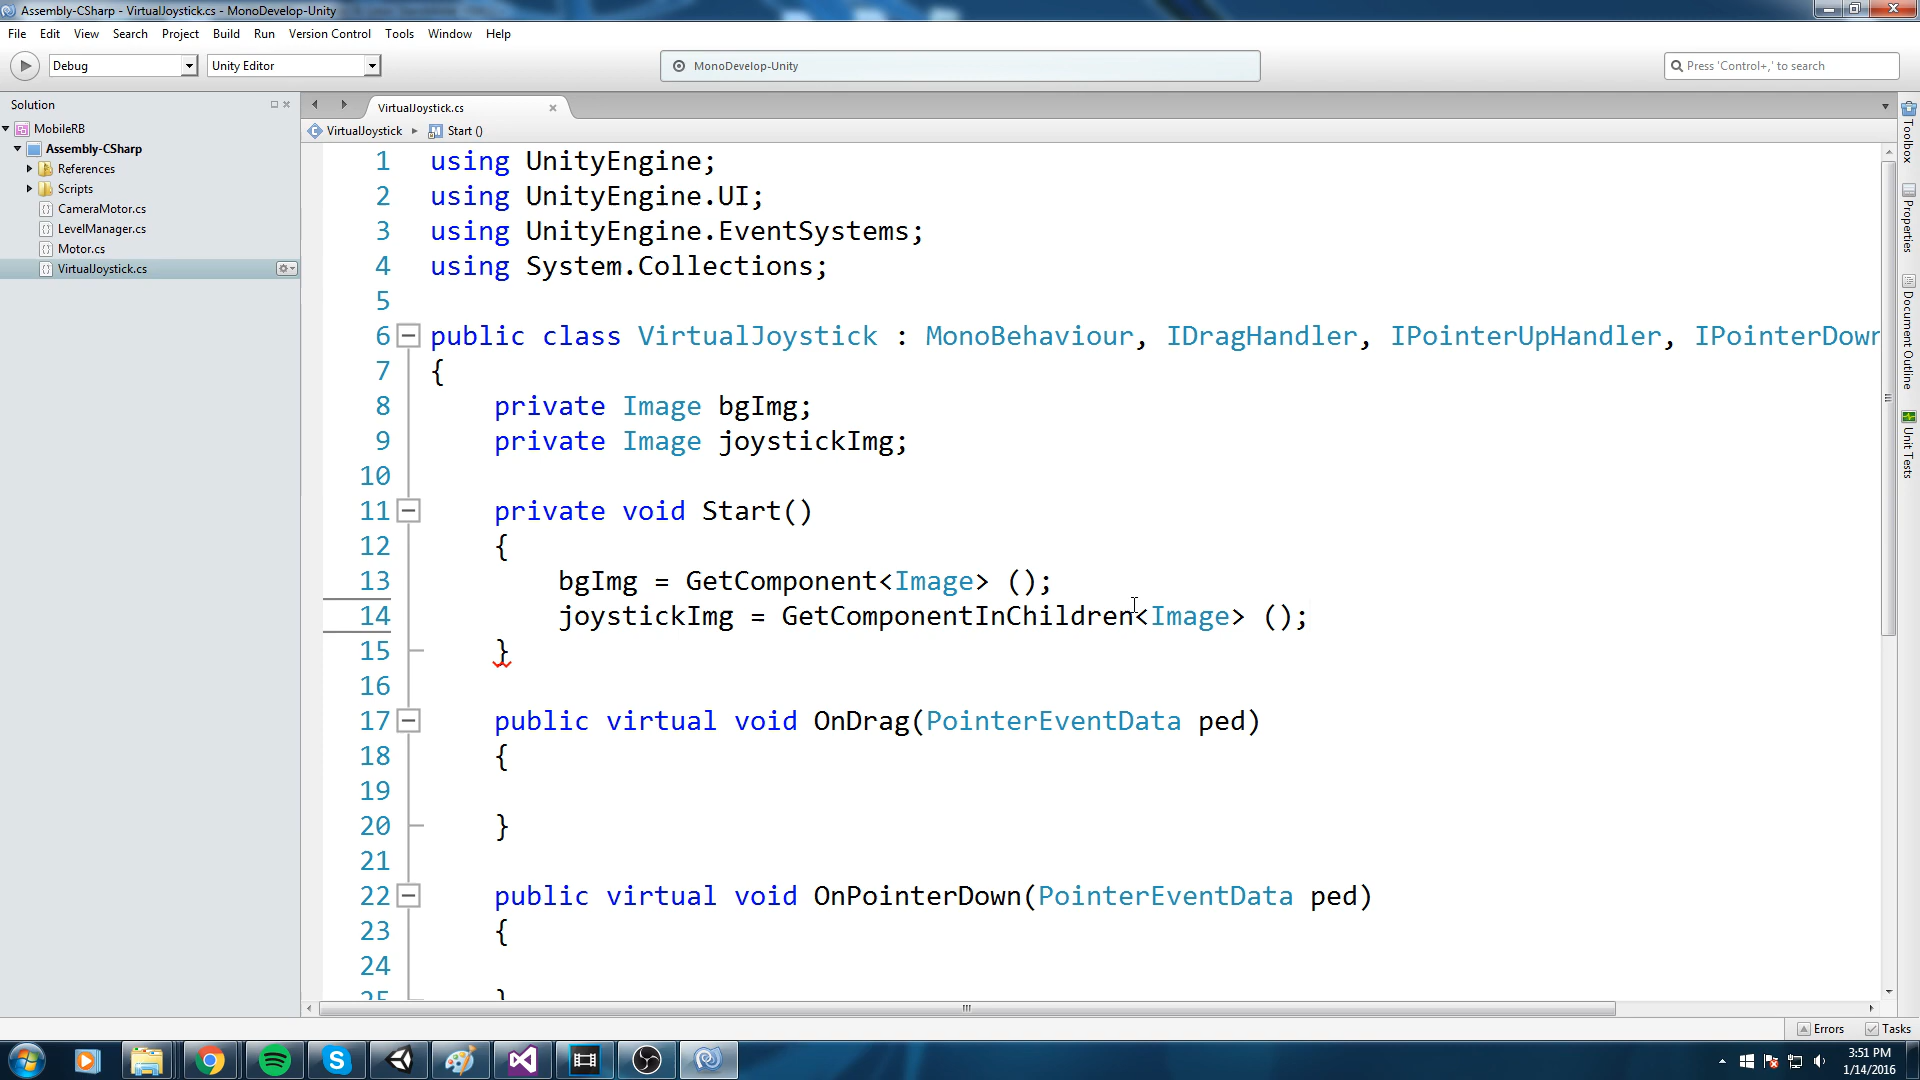 Assembly-CSharp - VirtualJoystick.cs - MonoDevelop-Unity
File Edit View Search Project Build Run Version Control Tools Window Help
Debug Unity Editor MonoDevelop-Unity Press 'Control+,' to search
Solution
MobileRB
Assembly-CSharp
References
Scripts
CameraMotor.cs
LevelManager.cs
Motor.cs
VirtualJoystick.cs
VirtualJoystick.cs
VirtualJoystick Start ()
1 using UnityEngine;
2 using UnityEngine.UI;
3 using UnityEngine.EventSystems;
4 using System.Collections;
5
6 public class VirtualJoystick : MonoBehaviour, IDragHandler, IPointerUpHandler, IPointerDown
7 {
8 private Image bgImg;
9 private Image joystickImg;
10
11 private void Start()
12 {
13 bgImg = GetComponent<Image> ();
14 joystickImg = GetComponentInChildren<Image> ();
15 }
16
17 public virtual void OnDrag(PointerEventData ped)
18 {
19
20 }
21
22 public virtual void OnPointerDown(PointerEventData ped)
23 {
24
25 }
Toolbox
Properties
Document Outline
Unit Tests
Errors Tasks
3:51 PM
1/14/2016